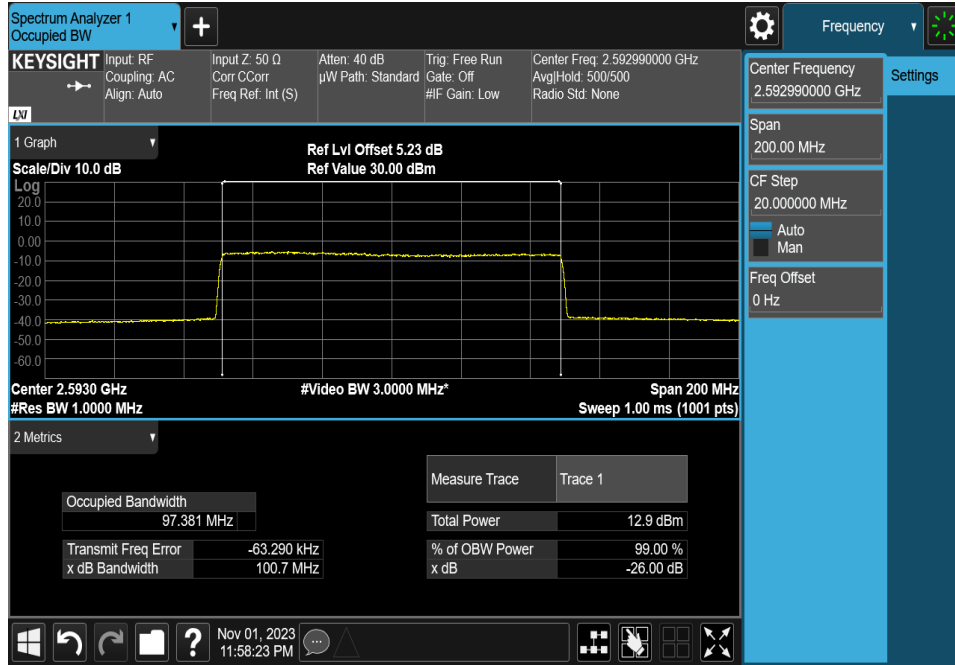 Spectrum Analyzer 1
Occupied BW
+
Frequency
KEYSIGHT
LXI
Input: RF
Coupling: AC
Align: Auto
Input Z: 50 Ω
Corr CCorr
Freq Ref: Int (S)
Atten: 40 dB
µW Path: Standard
Trig: Free Run
Gate: Off
#IF Gain: Low
Center Freq: 2.592990000 GHz
Avg|Hold: 500/500
Radio Std: None
Center Frequency
2.592990000 GHz
Settings
Span
200.00 MHz
CF Step
20.000000 MHz
Auto
Man
Freq Offset
0 Hz
1 Graph
Scale/Div 10.0 dB
Ref Lvl Offset 5.23 dB
Ref Value 30.00 dBm
Log
20.0
10.0
0.00
-10.0
-20.0
-30.0
-40.0
-50.0
-60.0
Center 2.5930 GHz
#Res BW 1.0000 MHz
#Video BW 3.0000 MHz*
Span 200 MHz
Sweep 1.00 ms (1001 pts)
2 Metrics
Measure Trace Trace 1
Occupied Bandwidth
97.381 MHz
Total Power 12.9 dBm
Transmit Freq Error -63.290 kHz
% of OBW Power 99.00 %
x dB Bandwidth 100.7 MHz
x dB -26.00 dB
?
Nov 01, 2023
11:58:23 PM